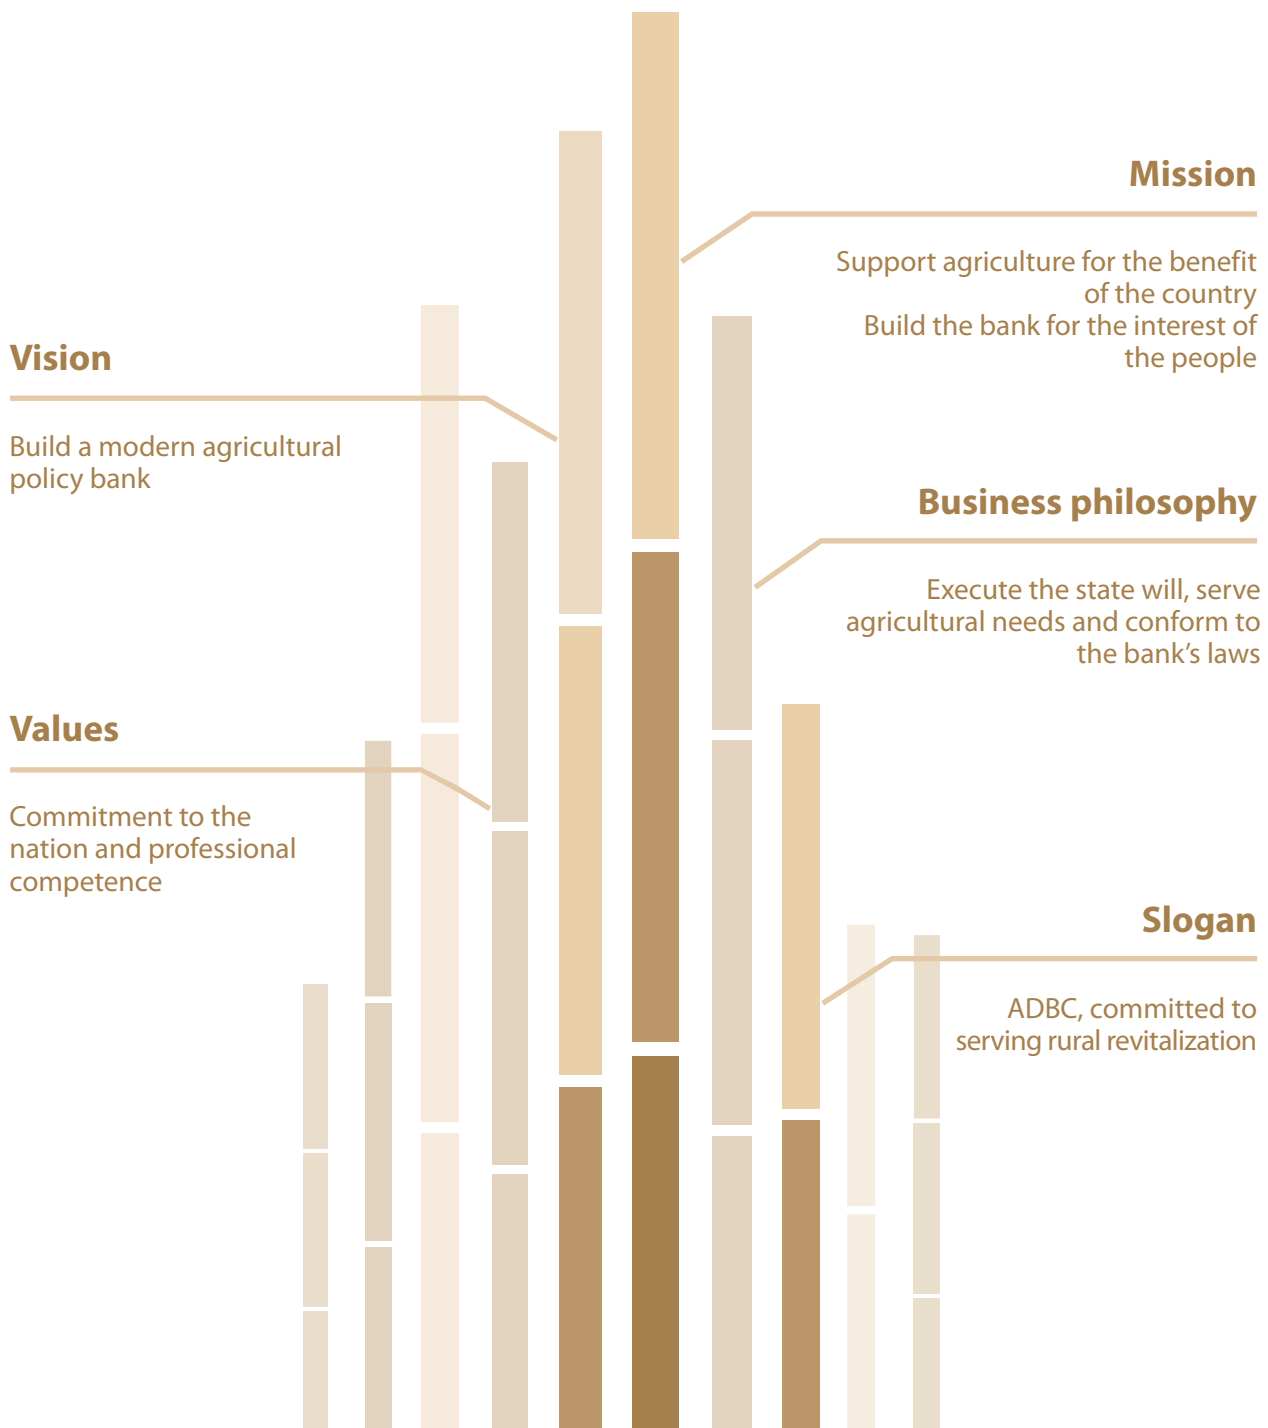 Mission
Support agriculture for the benefit
of the country
Build the bank for the interest of
the people
Vision
Build a modern agricultural
policy bank
Business philosophy
Execute the state will, serve
agricultural needs and conform to
the bank’s laws
Values
Commitment to the
nation and professional
competence
Slogan
ADBC, committed to
serving rural revitalization